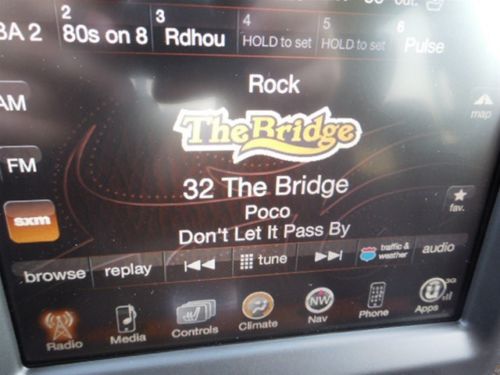 out.
BA 2
2
80s on 8
3
Rdhou
4
HOLD to set
5
HOLD to set
6
Pulse
Rock
AM
The Bridge
map
FM
32 The Bridge
Poco
fav.
sxm
Don't Let It Pass By
browse
replay
tune
traffic & weather
audio
Radio
Media
Controls
Climate
NW
Nav
Phone
Apps